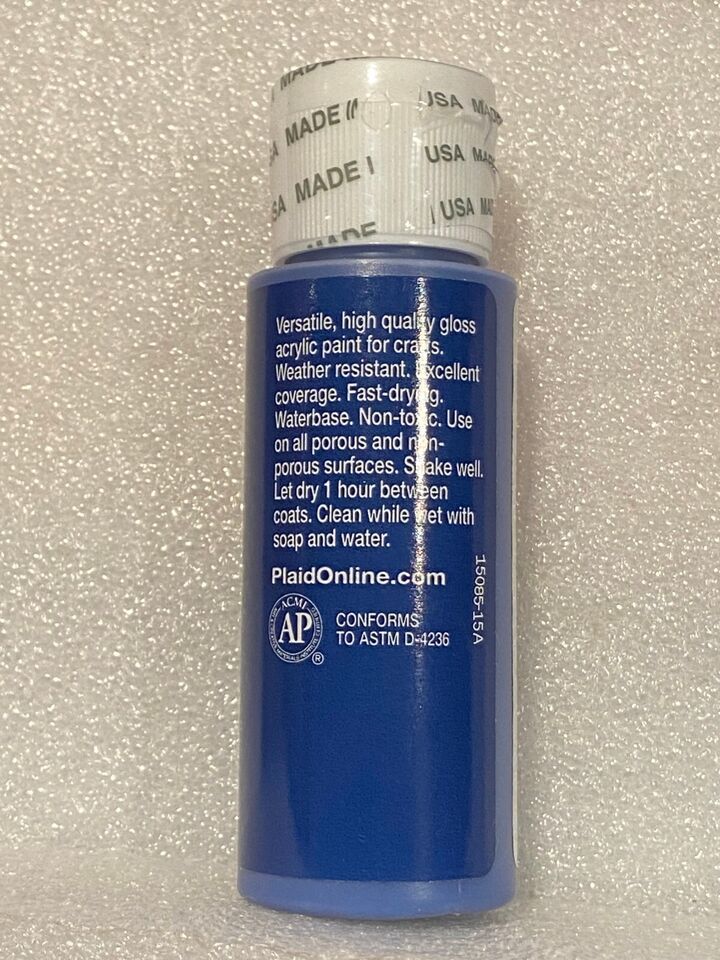 MADE
MADE
USA MADE
MADE
USA
USA
MADE
USA
Versatile, high quality gloss
acrylic paint for crafts.
Weather resistant. Excellent
coverage. Fast-drying.
Waterbase. Non-toxic. Use
on all porous and non-
porous surfaces. Shake well.
Let dry 1 hour between
coats. Clean while wet with
soap and water.
PlaidOnline.com
15085-15A
ACMI
AP
®
CONFORMS
TO ASTM D-4236